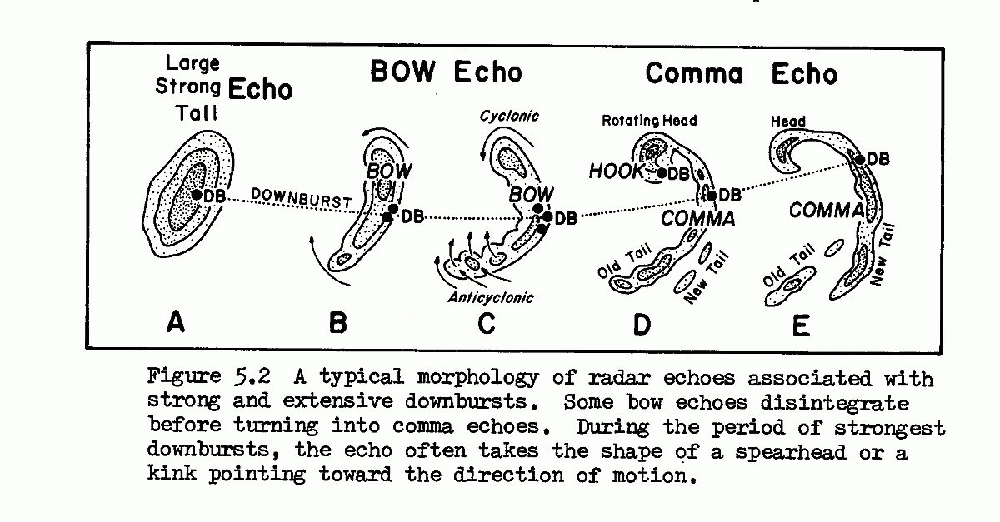 Large
Strong Echo
Tall
BOW Echo
Comma Echo
Cyclonic
Rotating Head
Head
BOW
HOOK
DB
DB
DB
DOWNBURST
BOW
DB
DB
DB
COMMA
COMMA
Old Tail
New Tail
Old Tail
New Tail
Anticyclonic
A B C D E
Figure 5.2 A typical morphology of radar echoes associated with
strong and extensive downbursts. Some bow echoes disintegrate
before turning into comma echoes. During the period of strongest
downbursts, the echo often takes the shape of a spearhead or a
kink pointing toward the direction of motion.